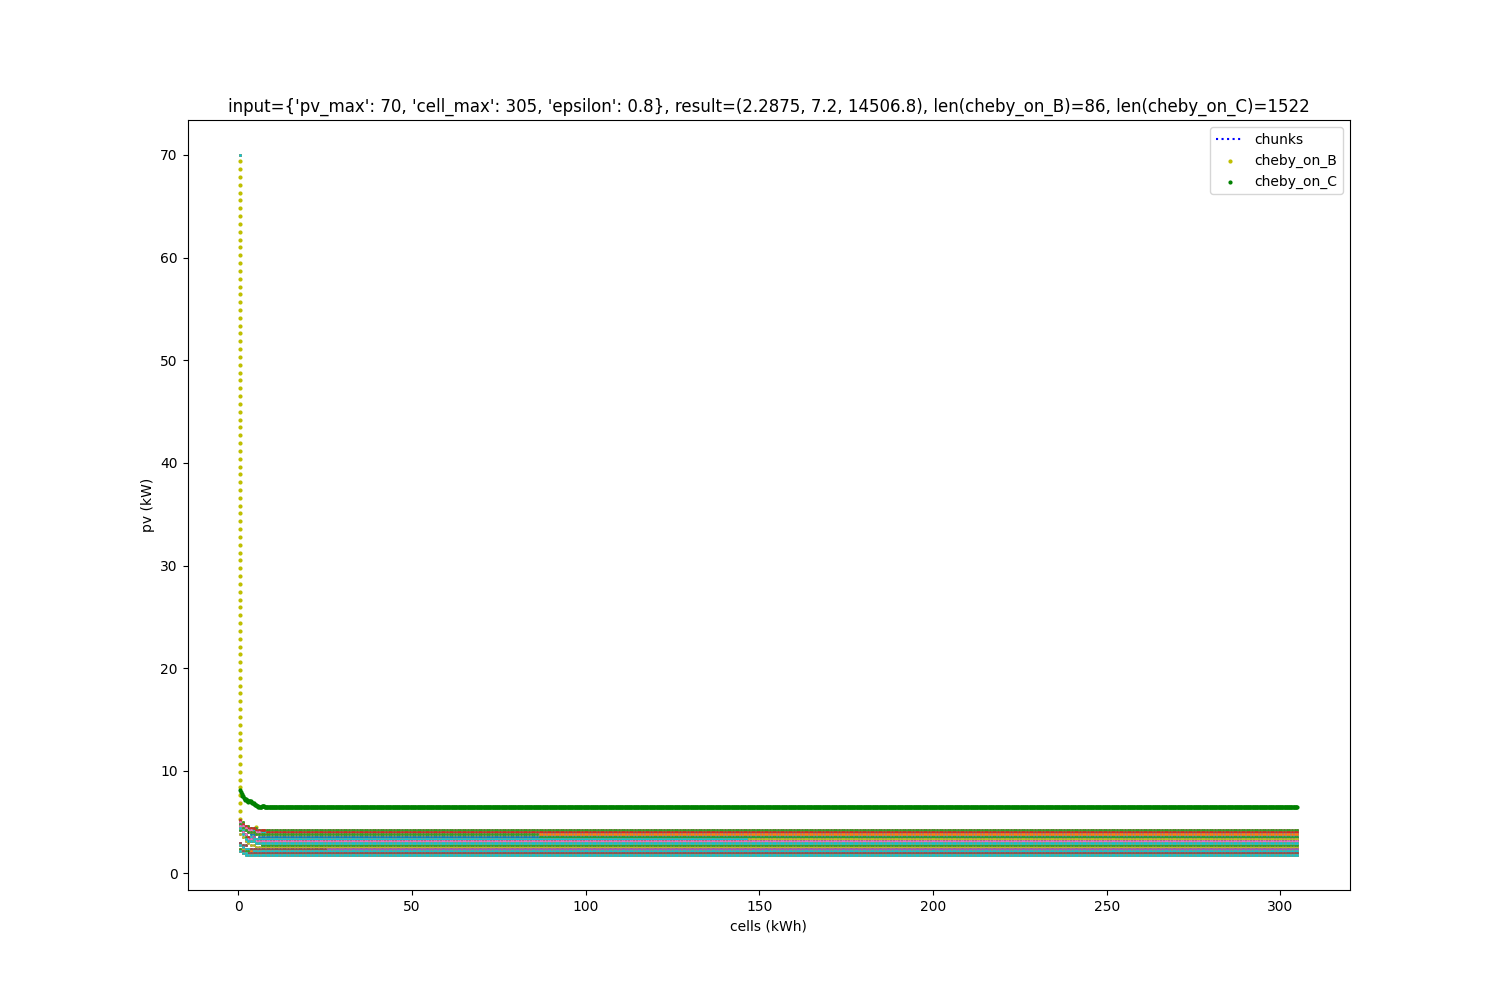 input={'pv_max': 70, 'cell_max': 305, 'epsilon': 0.8}, result=(2.2875, 7.2, 14506.8), len(cheby_on_B)=86, len(cheby_on_C)=1522
chunks
cheby_on_B
cheby_on_C
70
60
50
40
30
20
10
0
pv (kW)
0 50 100 150 200 250 300
cells (kWh)